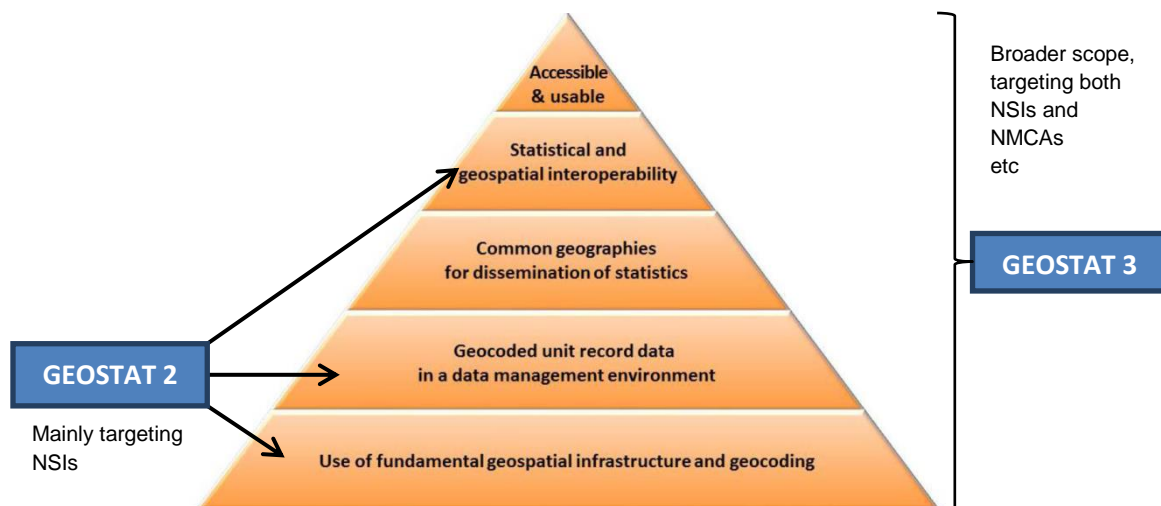 Accessible
& usable
Statistical and
geospatial interoperability
Common geographies
for dissemination of statistics
Geocoded unit record data
in a data management environment
Use of fundamental geospatial infrastructure and geocoding
GEOSTAT 2
Mainly targeting
NSIs
Broader scope,
targeting both
NSIs and
NMCAs
etc
GEOSTAT 3